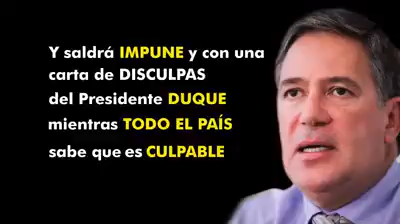 Y saldrá IMPUNE y con una
carta de DISCULPAS
del Presidente DUQUE
mientras TODO EL PAÍS
sabe que es CULPABLE